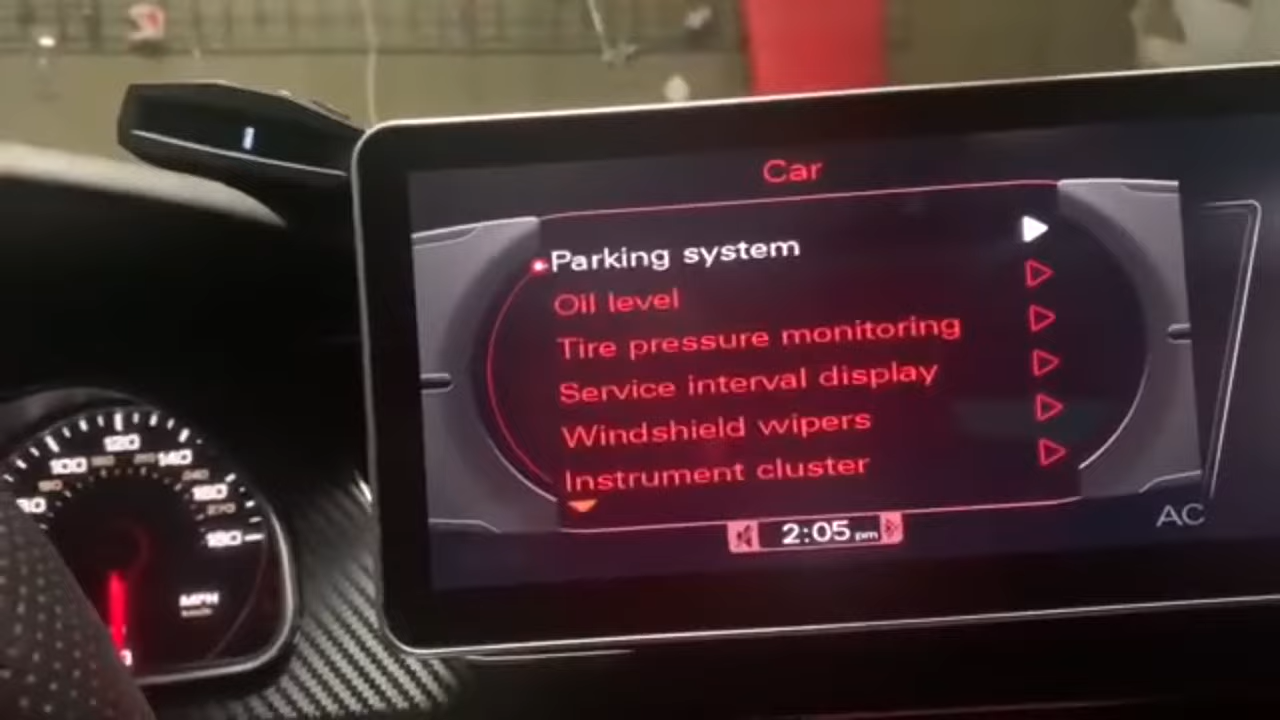 Car
Parking system
Oil level
Tire pressure monitoring
Service interval display
Windshield wipers
Instrument cluster
2:05 pm
AC
100
120
140
160
180
MPH